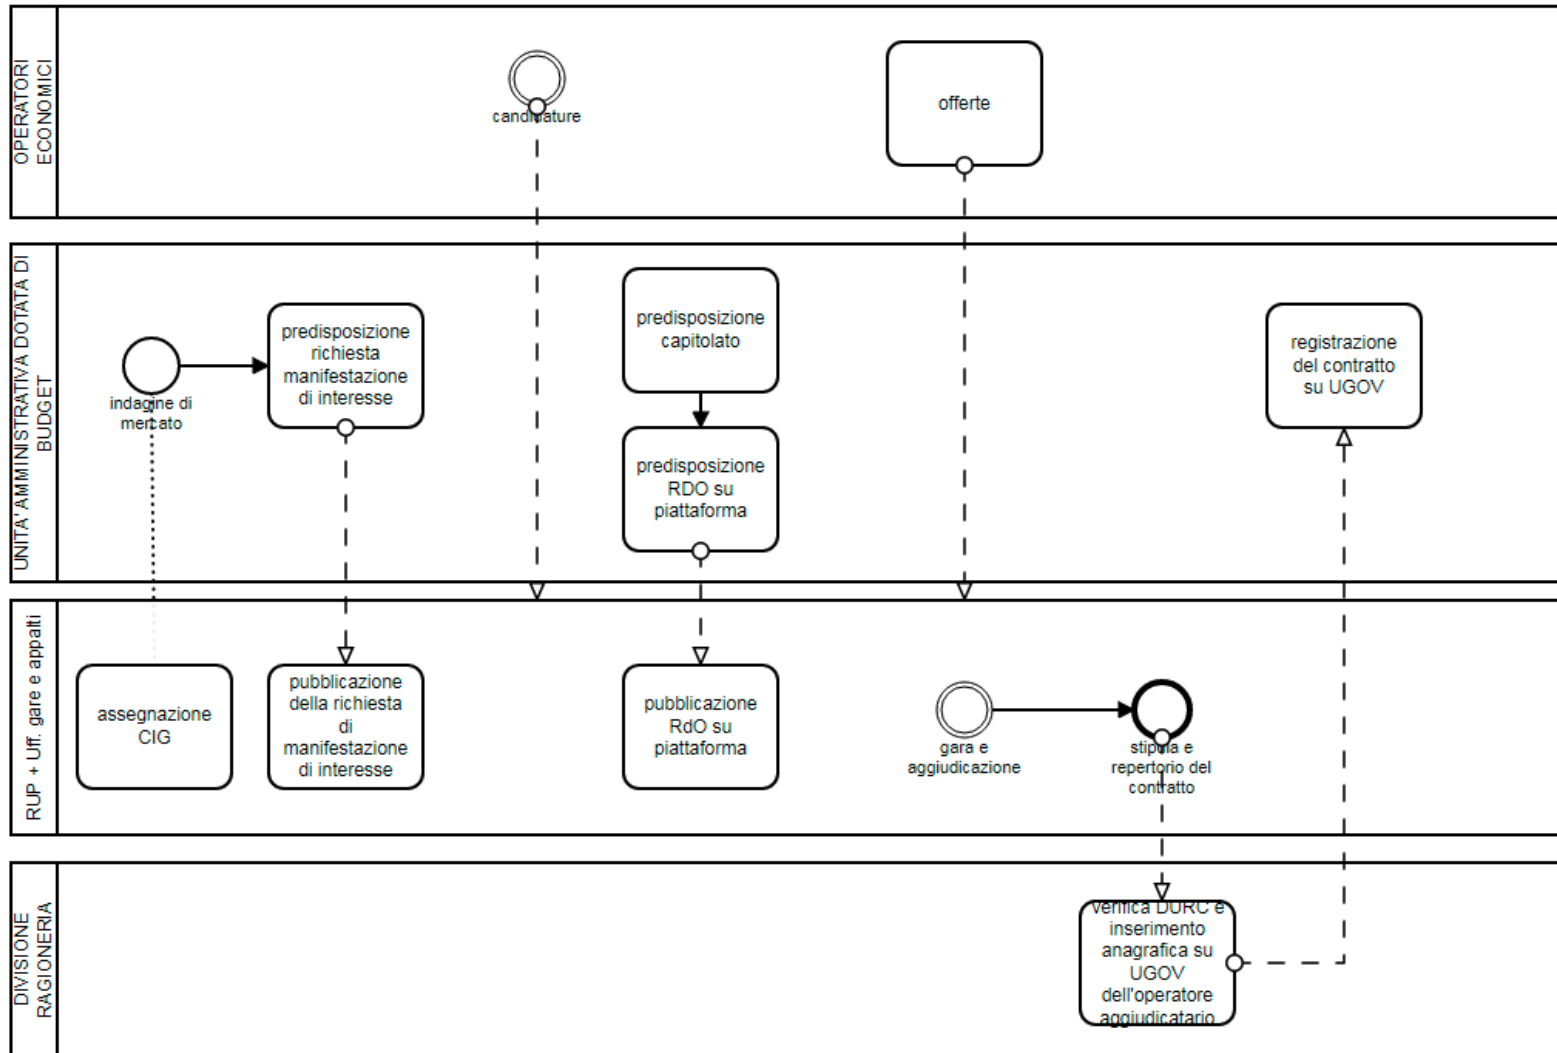 OPERATORI
ECONOMICI
candidature
offerte
UNITA' AMMINISTRATIVA DOTATA DI
BUDGET
indagine di
mercato
predisposizione
richiesta
manifestazione
di interesse
predisposizione
capitolato
predisposizione
RDO su
piattaforma
registrazione
del contratto
su UGOV
RUP + Uff. gare e appalti
assegnazione
CIG
pubblicazione
della richiesta
di
manifestazione
di interesse
pubblicazione
RdO su
piattaforma
gara e
aggiudicazione
stipula e
repertorio del
contratto
DIVISIONE
RAGIONERIA
verifica DURC e
inserimento
anagrafica su
UGOV
dell'operatore
aggiudicatario